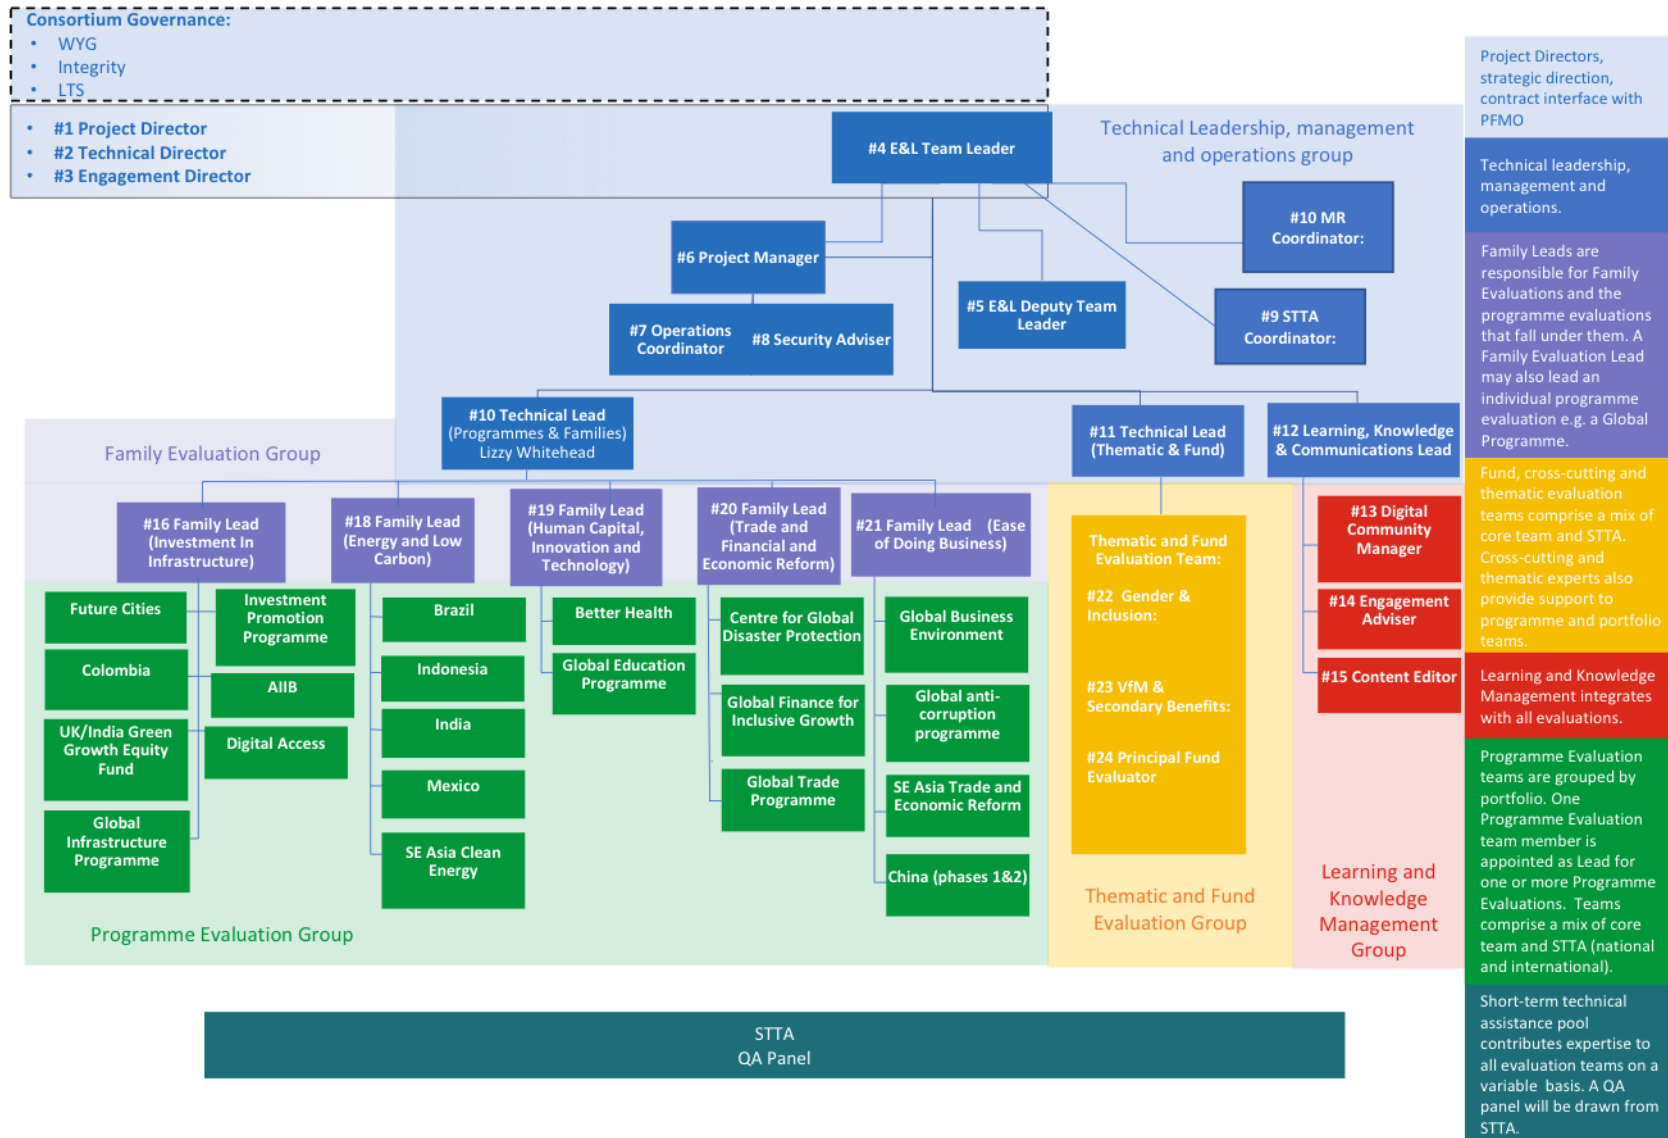 Consortium Governance:
• WYG
• Integrity
• LTS
• #1 Project Director
• #2 Technical Director
• #3 Engagement Director
#4 E&L Team Leader
Technical Leadership, management
and operations group
#10 MR
Coordinator:
#6 Project Manager
#5 E&L Deputy Team
Leader
#9 STTA
Coordinator:
#7 Operations
Coordinator
#8 Security Adviser
#10 Technical Lead
(Programmes & Families)
Lizzy Whitehead
#11 Technical Lead
(Thematic & Fund)
#12 Learning, Knowledge
& Communications Lead
Family Evaluation Group
#16 Family Lead
(Investment In
Infrastructure)
#18 Family Lead
(Energy and Low
Carbon)
#19 Family Lead
(Human Capital,
Innovation and
Technology)
#20 Family Lead
(Trade and
Financial and
Economic Reform)
#21 Family Lead (Ease
of Doing Business)
Future Cities
Investment
Promotion
Programme
Colombia
AIIB
UK/India Green
Growth Equity
Fund
Digital Access
Global
Infrastructure
Programme
Brazil
Indonesia
India
Mexico
SE Asia Clean
Energy
Better Health
Global Education
Programme
Centre for Global
Disaster Protection
Global Finance for
Inclusive Growth
Global Trade
Programme
Global Business
Environment
Global anti-
corruption
programme
SE Asia Trade and
Economic Reform
China (phases 1&2)
Programme Evaluation Group
Thematic and Fund
Evaluation Team:
#22 Gender &
Inclusion:
#23 VfM &
Secondary Benefits:
#24 Principal Fund
Evaluator
Thematic and Fund
Evaluation Group
#13 Digital
Community
Manager
#14 Engagement
Adviser
#15 Content Editor
Learning and
Knowledge
Management
Group
STTA
QA Panel
Project Directors,
strategic direction,
contract interface with
PFMO
Technical leadership,
management and
operations.
Family Leads are
responsible for Family
Evaluations and the
programme evaluations
that fall under them. A
Family Evaluation Lead
may also lead an
individual programme
evaluation e.g. a Global
Programme.
Fund, cross-cutting and
thematic evaluation
teams comprise a mix of
core team and STTA.
Cross-cutting and
thematic experts also
provide support to
programme and portfolio
teams.
Learning and Knowledge
Management integrates
with all evaluations.
Programme Evaluation
teams are grouped by
portfolio. One
Programme Evaluation
team member is
appointed as Lead for
one or more Programme
Evaluations. Teams
comprise a mix of core
team and STTA (national
and international).
Short-term technical
assistance pool
contributes expertise to
all evaluation teams on a
variable basis. A QA
panel will be drawn from
STTA.